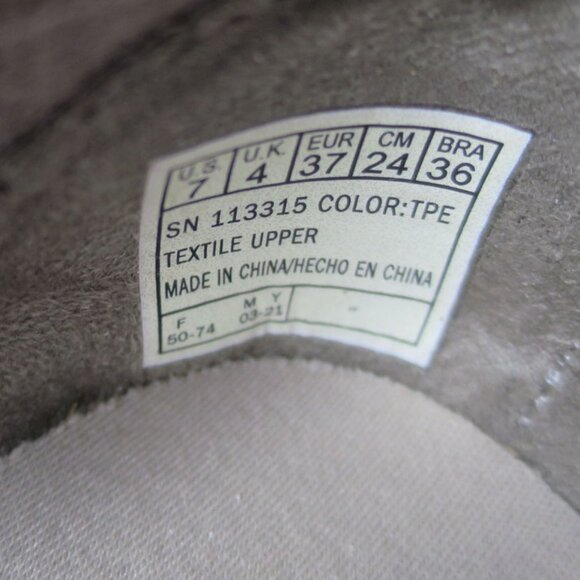 U.S. U.K. EUR CM BRA
7 4 37 24 36
SN 113315 COLOR:TPE
TEXTILE UPPER
MADE IN CHINA/HECHO EN CHINA
F M Y -
50-74 03-21